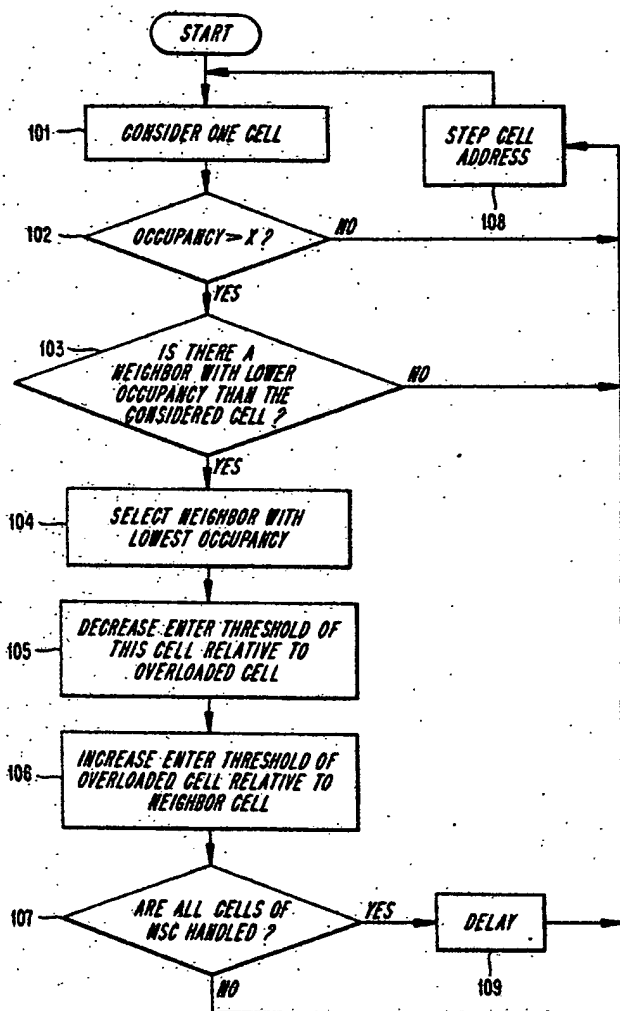 START
101
CONSIDER ONE CELL
STEP CELL
ADDRESS
108
102
OCCUPANCY > X ?
NO
YES
103
IS THERE A
NEIGHBOR WITH LOWER
OCCUPANCY THAN THE
CONSIDERED CELL ?
NO
YES
104
SELECT NEIGHBOR WITH
LOWEST OCCUPANCY
105
DECREASE ENTER THRESHOLD OF
THIS CELL RELATIVE TO
OVERLOADED CELL
106
INCREASE ENTER THRESHOLD OF
OVERLOADED CELL RELATIVE TO
NEIGHBOR CELL
107
ARE ALL CELLS OF
MSC HANDLED ?
YES
DELAY
109
NO